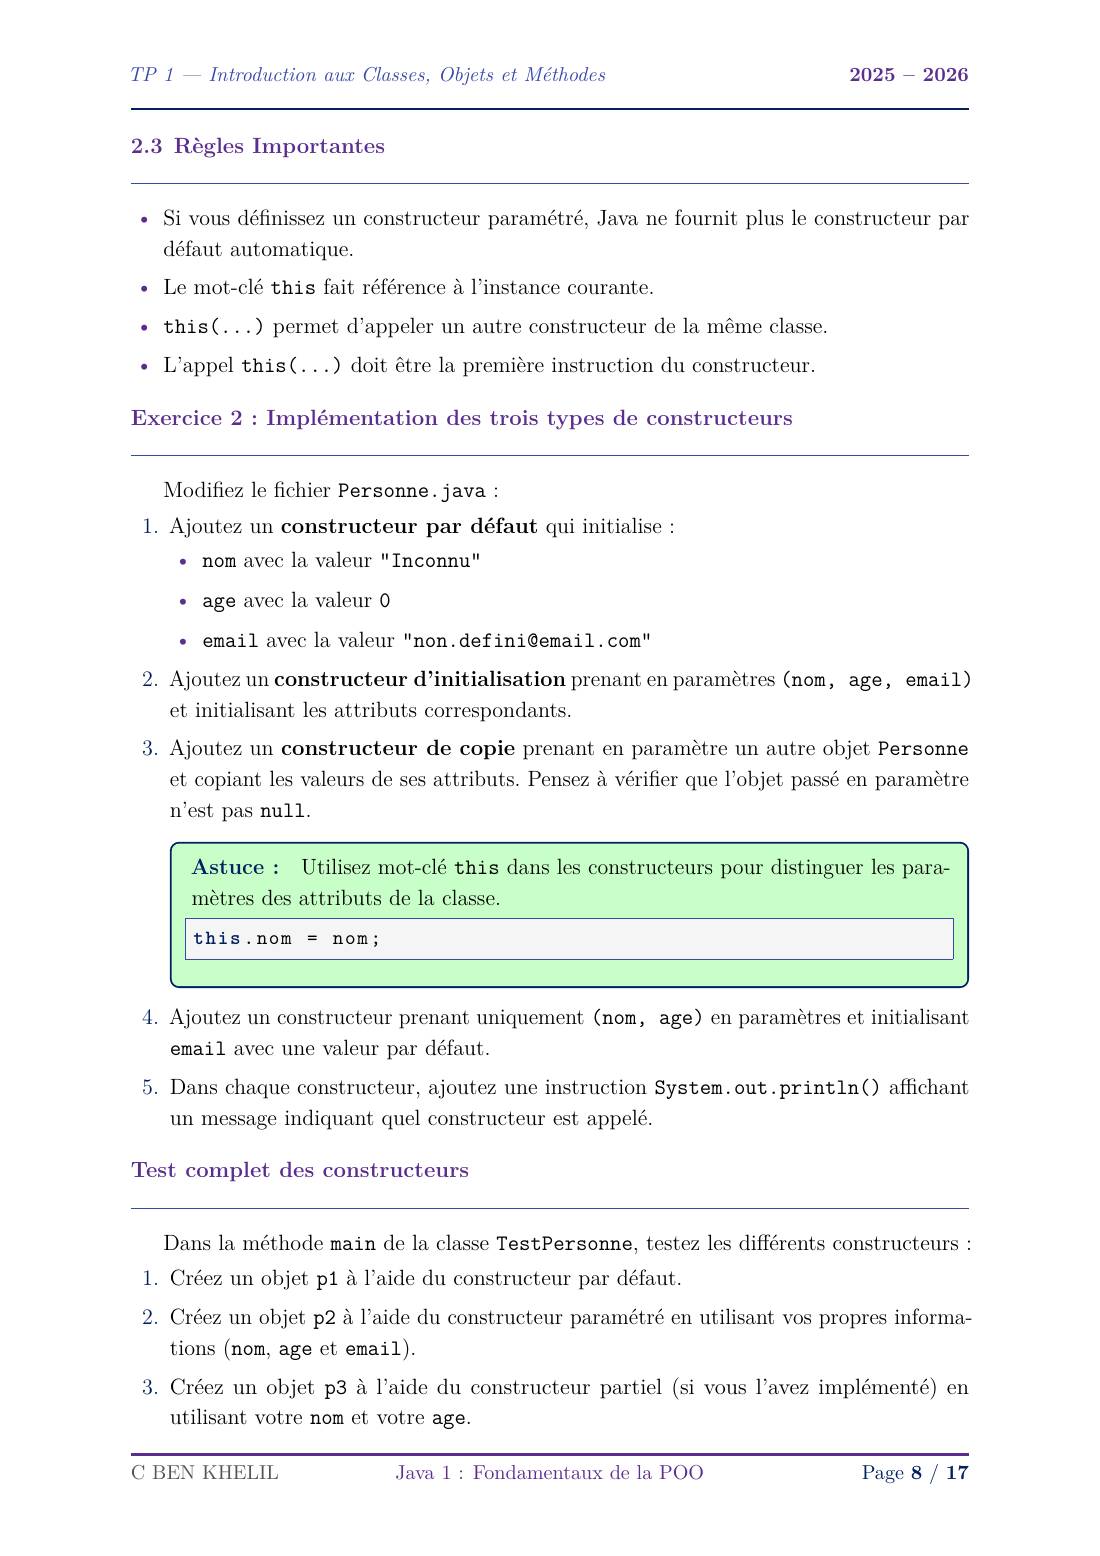 TP 1 — Introduction aux Classes, Objets et Méthodes 2025 – 2026
2.3 Règles Importantes
• Si vous définissez un constructeur paramétré, Java ne fournit plus le constructeur par
défaut automatique.
• Le mot-clé this fait référence à l'instance courante.
• this(...) permet d'appeler un autre constructeur de la même classe.
• L'appel this(...) doit être la première instruction du constructeur.
Exercice 2 : Implémentation des trois types de constructeurs
Modifiez le fichier Personne.java :
1. Ajoutez un constructeur par défaut qui initialise :
• nom avec la valeur "Inconnu"
• age avec la valeur 0
• email avec la valeur "non.defini@email.com"
2. Ajoutez un constructeur d'initialisation prenant en paramètres (nom, age, email)
et initialisant les attributs correspondants.
3. Ajoutez un constructeur de copie prenant en paramètre un autre objet Personne
et copiant les valeurs de ses attributs. Pensez à vérifier que l'objet passé en paramètre
n'est pas null.
Astuce : Utilisez mot-clé this dans les constructeurs pour distinguer les para-
mètres des attributs de la classe.
this.nom = nom;
4. Ajoutez un constructeur prenant uniquement (nom, age) en paramètres et initialisant
email avec une valeur par défaut.
5. Dans chaque constructeur, ajoutez une instruction System.out.println() affichant
un message indiquant quel constructeur est appelé.
Test complet des constructeurs
Dans la méthode main de la classe TestPersonne, testez les différents constructeurs :
1. Créez un objet p1 à l'aide du constructeur par défaut.
2. Créez un objet p2 à l'aide du constructeur paramétré en utilisant vos propres informa-
tions (nom, age et email).
3. Créez un objet p3 à l'aide du constructeur partiel (si vous l'avez implémenté) en
utilisant votre nom et votre age.
C BEN KHELIL Java 1 : Fondamentaux de la POO Page 8 / 17